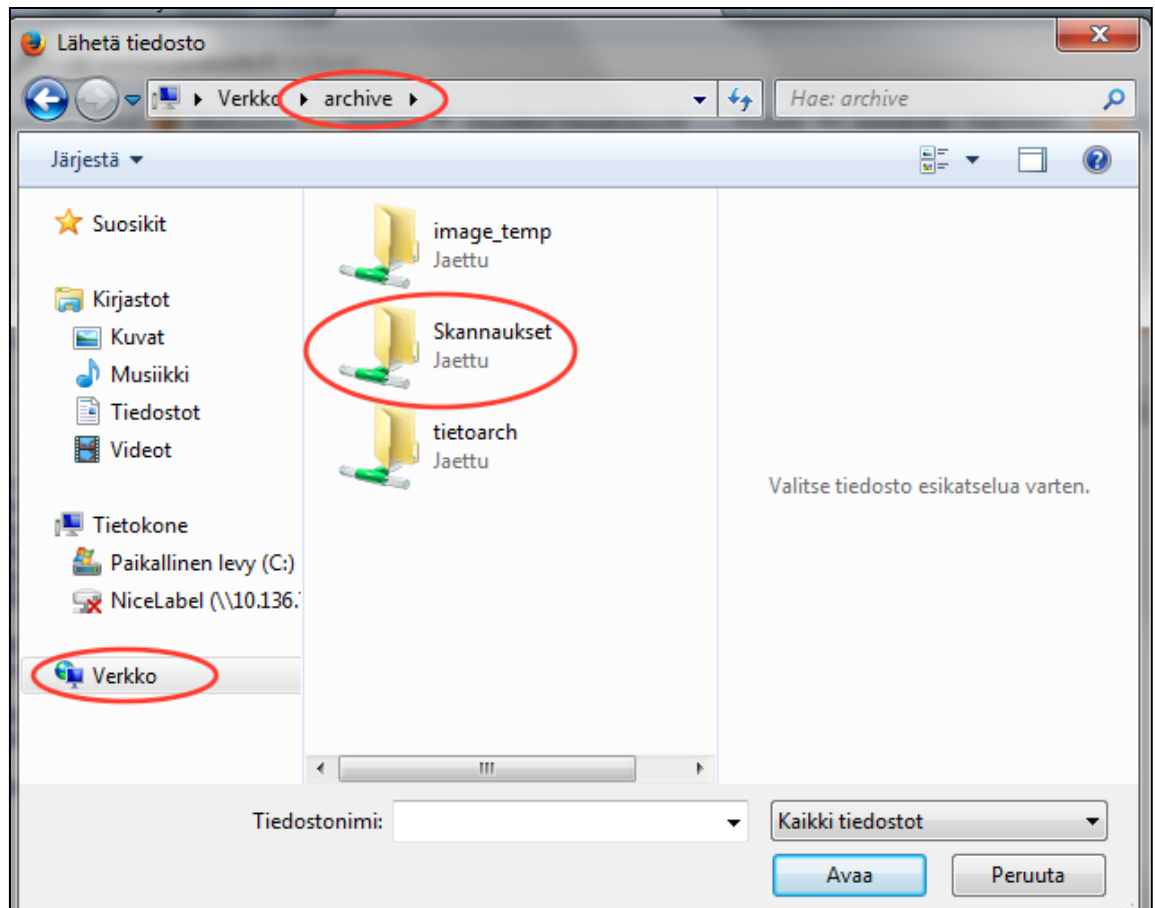 Lähetä tiedosto
Verkko archive
Hae: archive
Järjestä
Suosikit
Kirjastot
Kuvat
Musiikki
Tiedostot
Videot
Tietokone
Paikallinen levy (C:)
NiceLabel (\\10.136.
Verkko
image_temp
Jaettu
Skannaukset
Jaettu
tietoarch
Jaettu
Valitse tiedosto esikatselua varten.
Tiedostonimi:
Kaikki tiedostot
Avaa
Peruuta